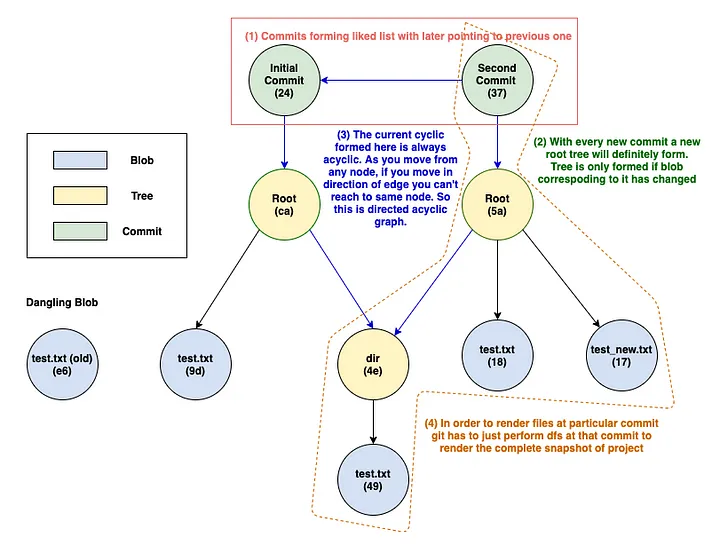 (1) Commits forming liked list with later pointing to previous one
Initial
Commit
(24)
Second
Commit
(37)
(3) The current cyclic
formed here is always
acyclic. As you move from
any node, if you move in
direction of edge you can't
reach to same node. So
this is directed acyclic
graph.
(2) With every new commit a new
root tree will definitely form.
Tree is only formed if blob
correspoding to it has changed
Blob
Tree
Commit
Root
(ca)
Root
(5a)
Dangling Blob
test.txt (old)
(e6)
test.txt
(9d)
dir
(4e)
test.txt
(18)
test_new.txt
(17)
(4) In order to render files at particular commit
git has to just perform dfs at that commit to
render the complete snapshot of project
test.txt
(49)